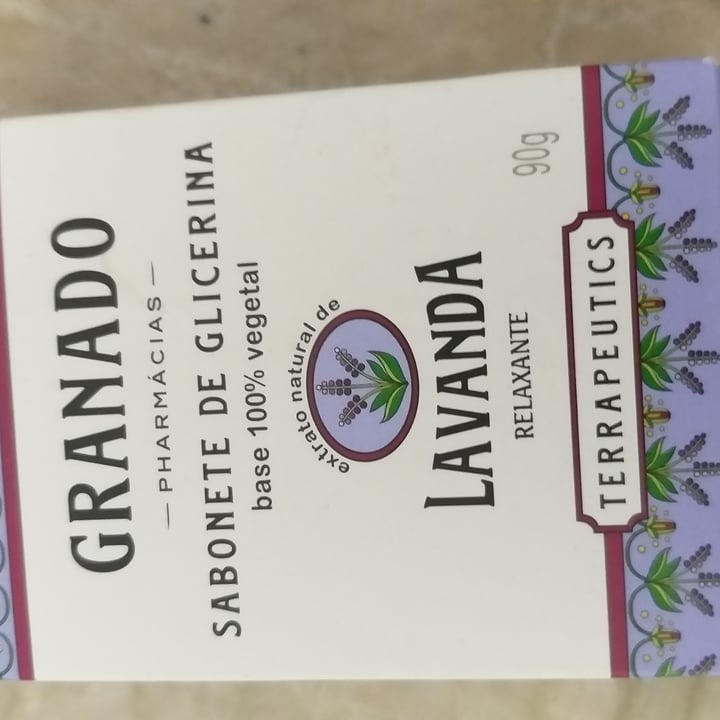 GRANADO
PHARMÁCIAS
SABONETE DE GLICERINA
base 100% vegetal
extrato natural de
LAVANDA
RELAXANTE
90g
TERRAPEUTICS